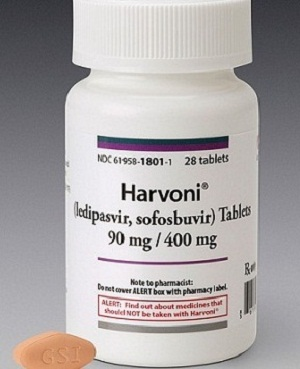 NDC 61958-1801-1 28 tablets
Harvoni®
(ledipasvir, sofosbuvir) Tablets
90 mg / 400 mg
Note to pharmacist:
Do not cover ALERT box with pharmacy label.
ALERT: Find out about medicines that
should NOT be taken with Harvoni®
GSI